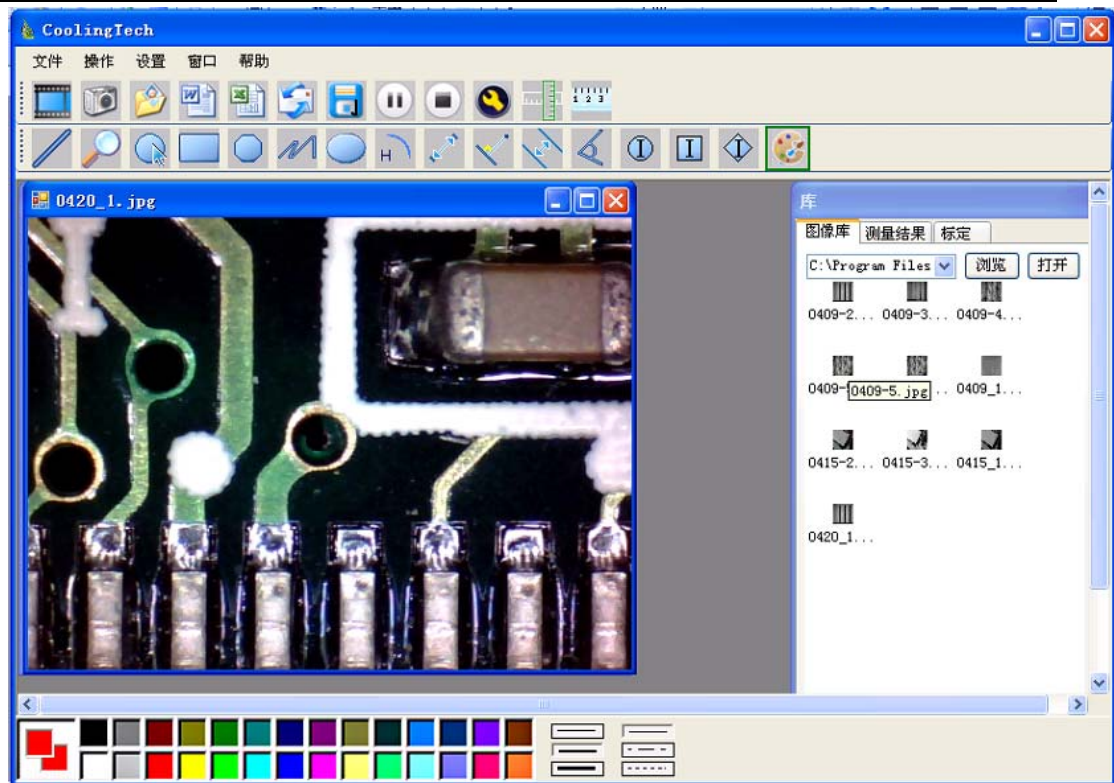 CoolingTech
文件 操作 设置 窗口 帮助
1 2 3
H
I I I
0420_1.jpg
库
图像库 测量结果 标定
C:\Program Files 浏览 打开
0409-2... 0409-3... 0409-4...
0409-5.jpg .. 0409_1...
0415-2... 0415-3... 0415_1...
0420_1...